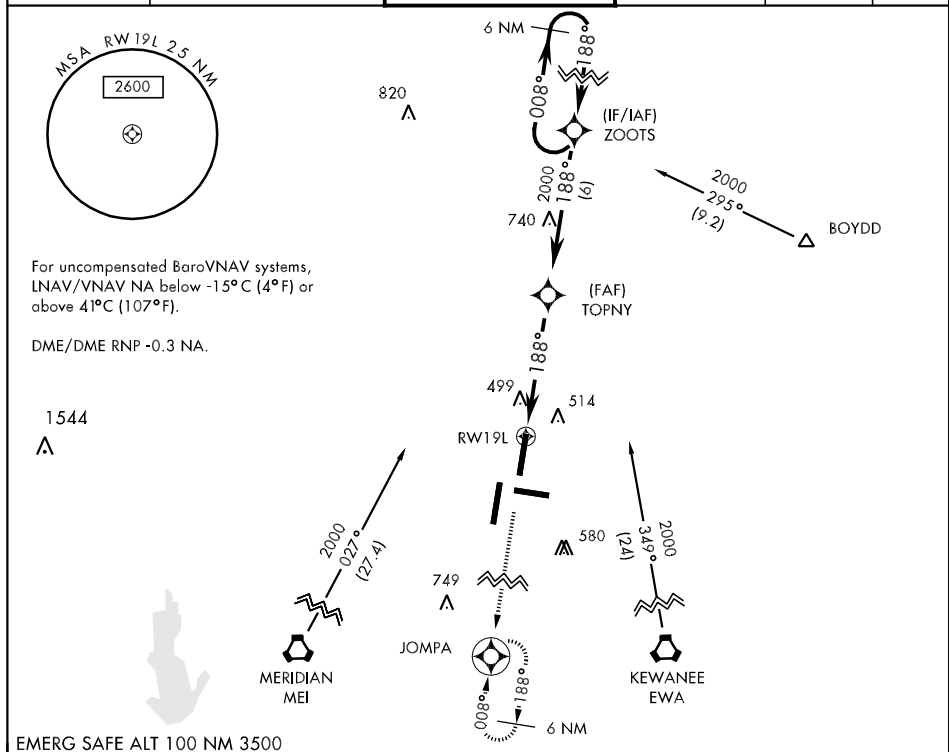 MSA RW 19L 25 NM
2600
6 NM
188°
008°
820
(IF/IAF)
ZOOTS
2000
188°
(6)
2000
295°
(9.2)
BOYDD
740
For uncompensated BaroVNAV systems,
LNAV/VNAV NA below -15°C (4°F) or
above 41°C (107°F).
(FAF)
TOPNY
DME/DME RNP -0.3 NA.
188°
499
514
1544
RW19L
2000
027°
(27.4)
2000
349°
(24)
580
749
JOMPA
MERIDIAN
MEI
KEWANEE
EWA
008°
188°
6 NM
EMERG SAFE ALT 100 NM 3500